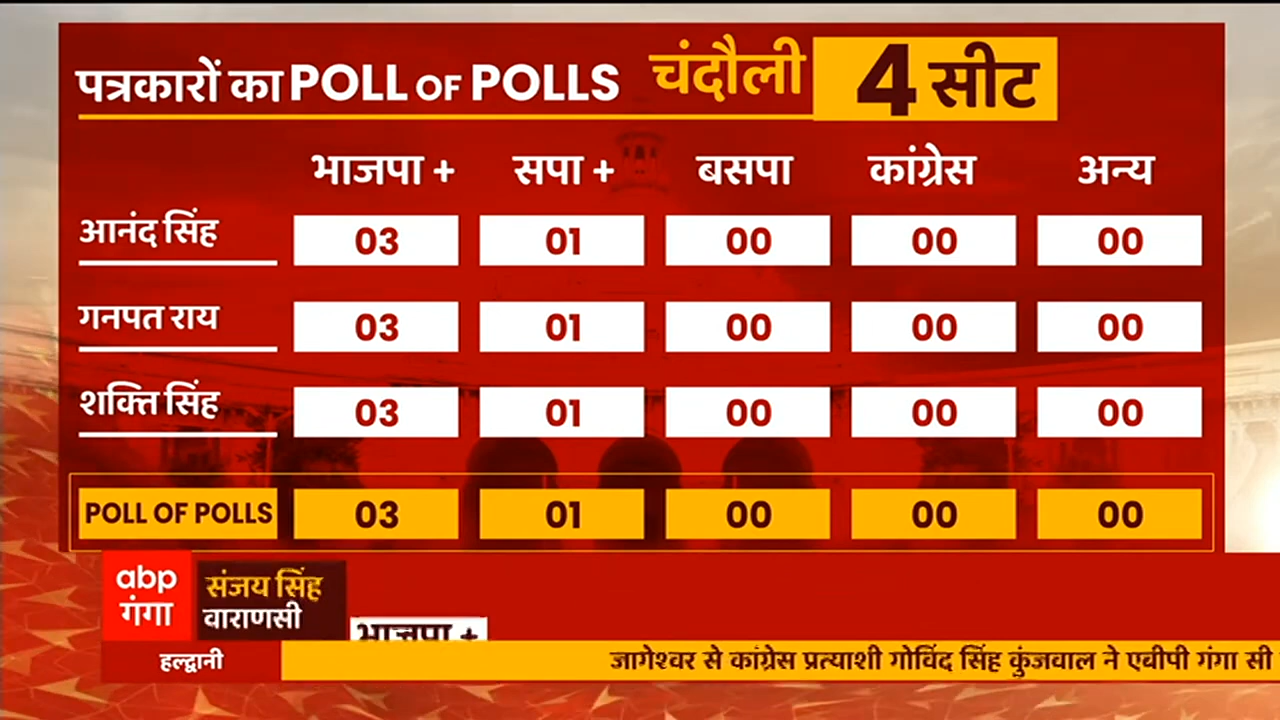 पत्रकारों का POLL OF POLLS चंदौली 4 सीट
भाजपा + सपा + बसपा कांग्रेस अन्य
आनंद सिंह 03 01 00 00 00
गनपत राय 03 01 00 00 00
शक्ति सिंह 03 01 00 00 00
POLL OF POLLS 03 01 00 00 00
abp गंगा
संजय सिंह
वाराणसी
भाजपा +
हल्द्वानी
जागेश्वर से कांग्रेस प्रत्याशी गोविंद सिंह कुंजवाल ने एबीपी गंगा सी